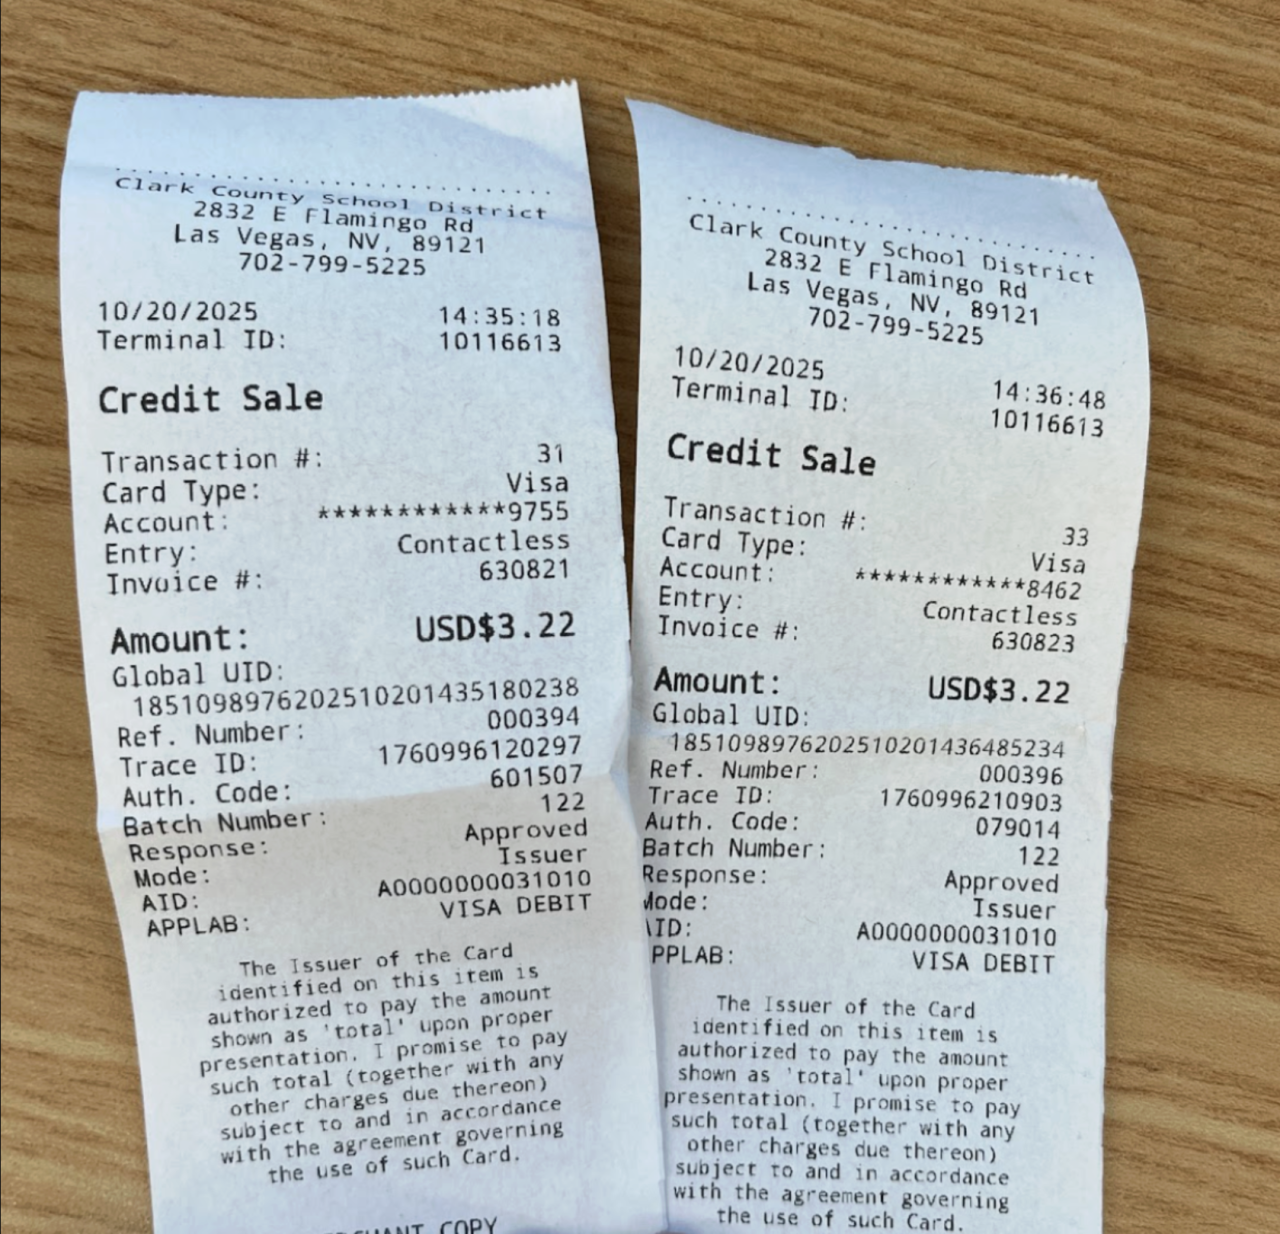 Clark County School District
2832 E Flamingo Rd
Las Vegas, NV, 89121
702-799-5225
10/20/2025 14:35:18
Terminal ID: 10116613
Credit Sale
Transaction #: 31
Card Type: Visa
Account: ************9755
Entry: Contactless
Invoice #: 630821
Amount: USD$3.22
Global UID:
1851098976202510201435180238
Ref. Number: 000394
Trace ID: 1760996120297
Auth. Code: 601507
Batch Number: 122
Response: Approved
Mode: Issuer
AID: A0000000031010
APPLAB: VISA DEBIT
The Issuer of the Card
identified on this item is
authorized to pay the amount
shown as 'total' upon proper
presentation. I promise to pay
such total (together with any
other charges due thereon)
subject to and in accordance
with the agreement governing
the use of such Card.
COPY
Clark County School District
2832 E Flamingo Rd
Las Vegas, NV, 89121
702-799-5225
10/20/2025 14:36:48
Terminal ID: 10116613
Credit Sale
Transaction #: 33
Card Type: Visa
Account: ************8462
Entry: Contactless
Invoice #: 630823
Amount: USD$3.22
Global UID:
1851098976202510201436485234
Ref. Number: 000396
Trace ID: 1760996210903
Auth. Code: 079014
Batch Number: 122
Response: Approved
Mode: Issuer
ID: A0000000031010
PPLAB: VISA DEBIT
The Issuer of the Card
identified on this item is
authorized to pay the amount
shown as 'total' upon proper
presentation. I promise to pay
such total (together with any
other charges due thereon)
subject to and in accordance
with the agreement governing
the use of such Card.